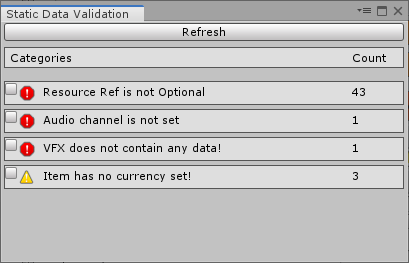 Static Data Validation
Refresh
Categories Count
Resource Ref is not Optional 43
Audio channel is not set 1
VFX does not contain any data! 1
Item has no currency set! 3